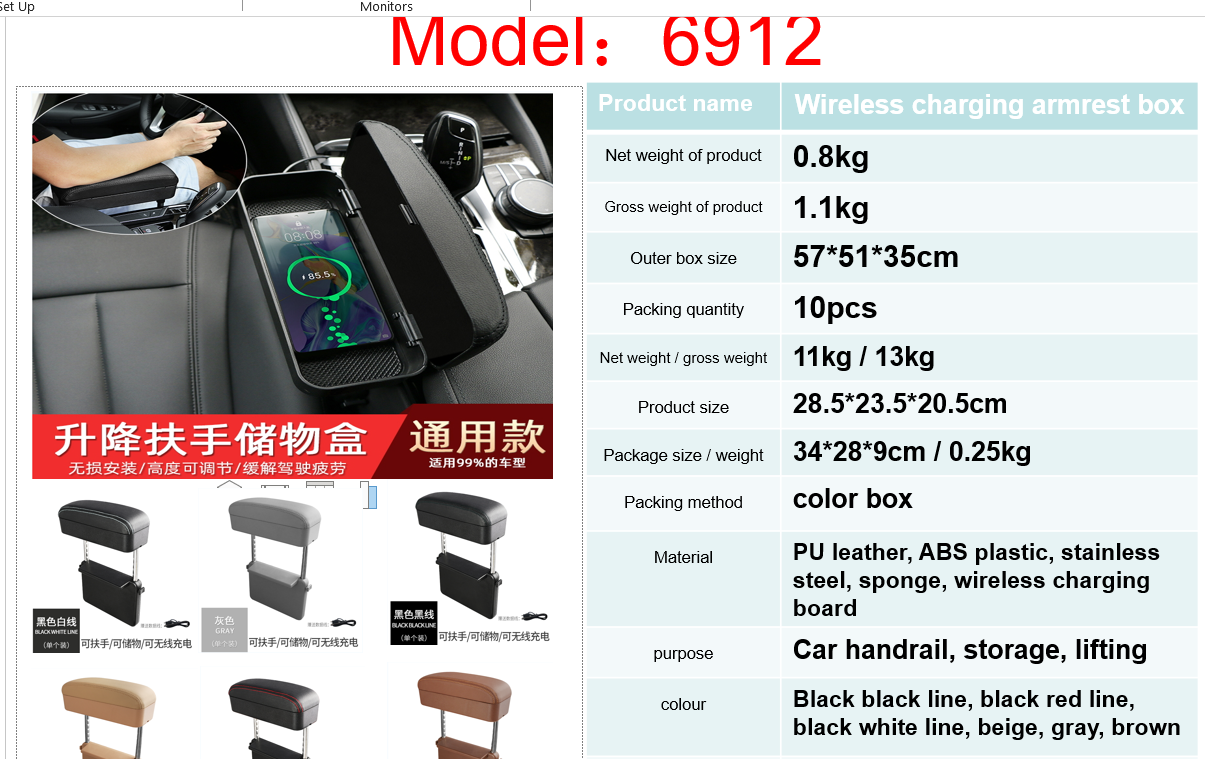 Set Up
Monitors
Model：6912
Product name
Wireless charging armrest box
Net weight of product
0.8kg
Gross weight of product
1.1kg
Outer box size
57*51*35cm
Packing quantity
10pcs
Net weight / gross weight
11kg / 13kg
Product size
28.5*23.5*20.5cm
Package size / weight
34*28*9cm / 0.25kg
Packing method
color box
Material
PU leather, ABS plastic, stainless
steel, sponge, wireless charging
board
purpose
Car handrail, storage, lifting
colour
Black black line, black red line,
black white line, beige, gray, brown
08:08
85.5%
P
R
N
D
升降扶手储物盒
无损安装/高度可调节/缓解驾驶疲劳
通用款
适用99%的车型
黑色白线
BLACK WHITE LINE
（单个装）
可扶手/可储物/可无线充电
灰色
GRAY
（单个装）
可扶手/可储物/可无线充电
黑色黑线
BLACK BLACK LINE
（单个装）
可扶手/可储物/可无线充电